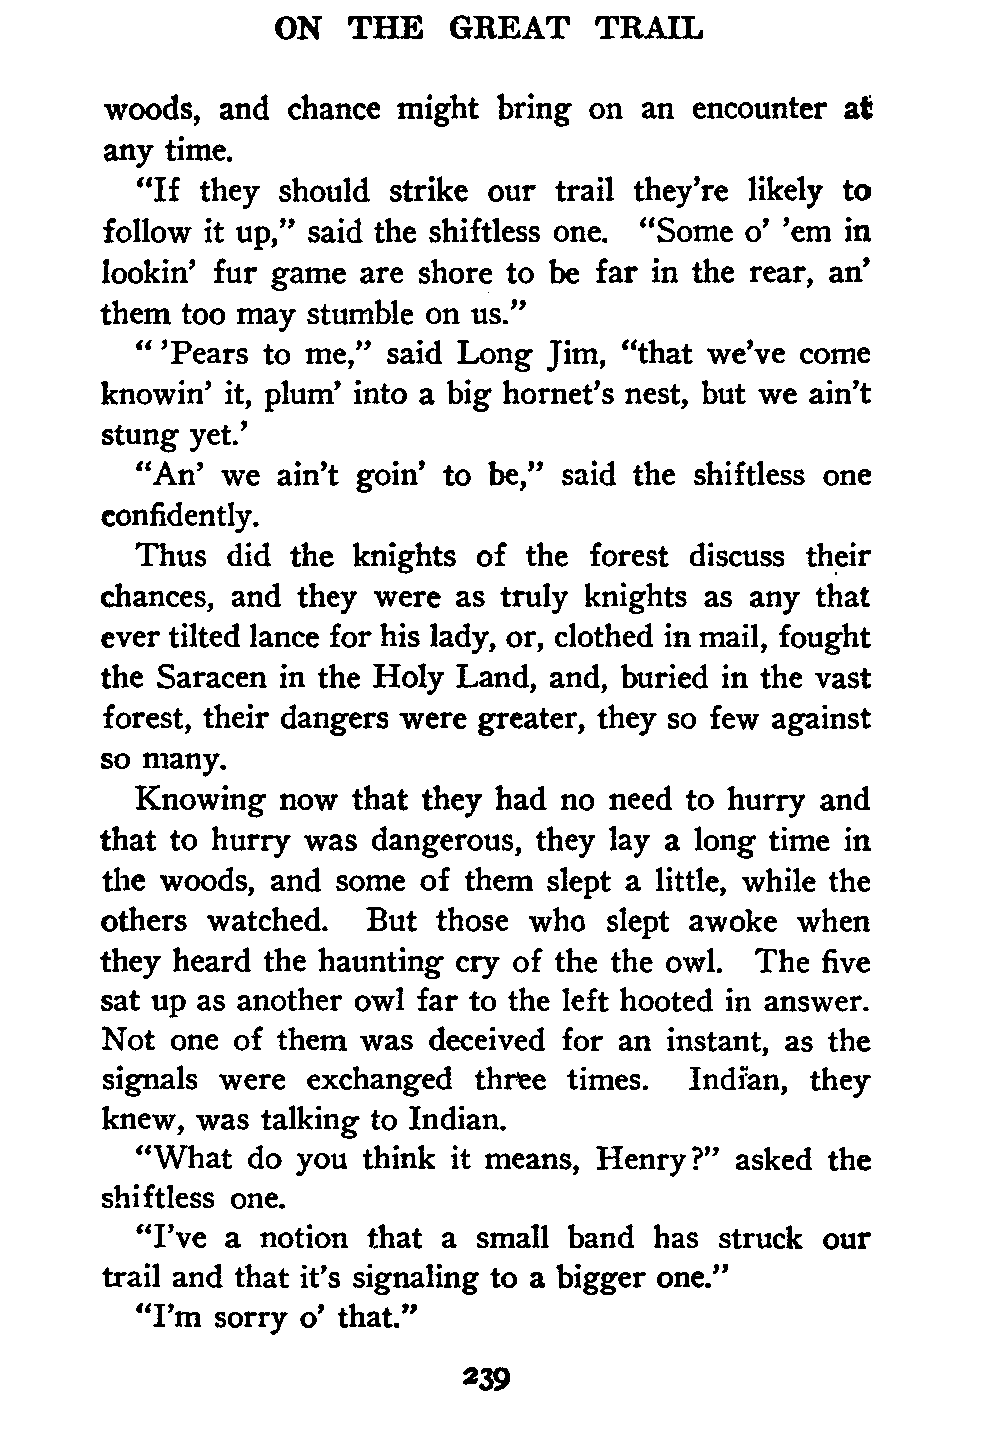 ON THE GREAT TRAIL
woods, and chance might bring on an encounter at
any time.
"If they should strike our trail they're likely to
follow it up," said the shiftless one. "Some o' 'em in
lookin' fur game are shore to be far in the rear, an'
them too may stumble on us."
" 'Pears to me," said Long Jim, "that we've come
knowin' it, plum' into a big hornet's nest, but we ain't
stung yet.'
"An' we ain't goin' to be," said the shiftless one
confidently.
Thus did the knights of the forest discuss their
chances, and they were as truly knights as any that
ever tilted lance for his lady, or, clothed in mail, fought
the Saracen in the Holy Land, and, buried in the vast
forest, their dangers were greater, they so few against
so many.
Knowing now that they had no need to hurry and
that to hurry was dangerous, they lay a long time in
the woods, and some of them slept a little, while the
others watched. But those who slept awoke when
they heard the haunting cry of the the owl. The five
sat up as another owl far to the left hooted in answer.
Not one of them was deceived for an instant, as the
signals were exchanged three times. Indian, they
knew, was talking to Indian.
"What do you think it means, Henry?" asked the
shiftless one.
"I've a notion that a small band has struck our
trail and that it's signaling to a bigger one."
"I'm sorry o' that."
239